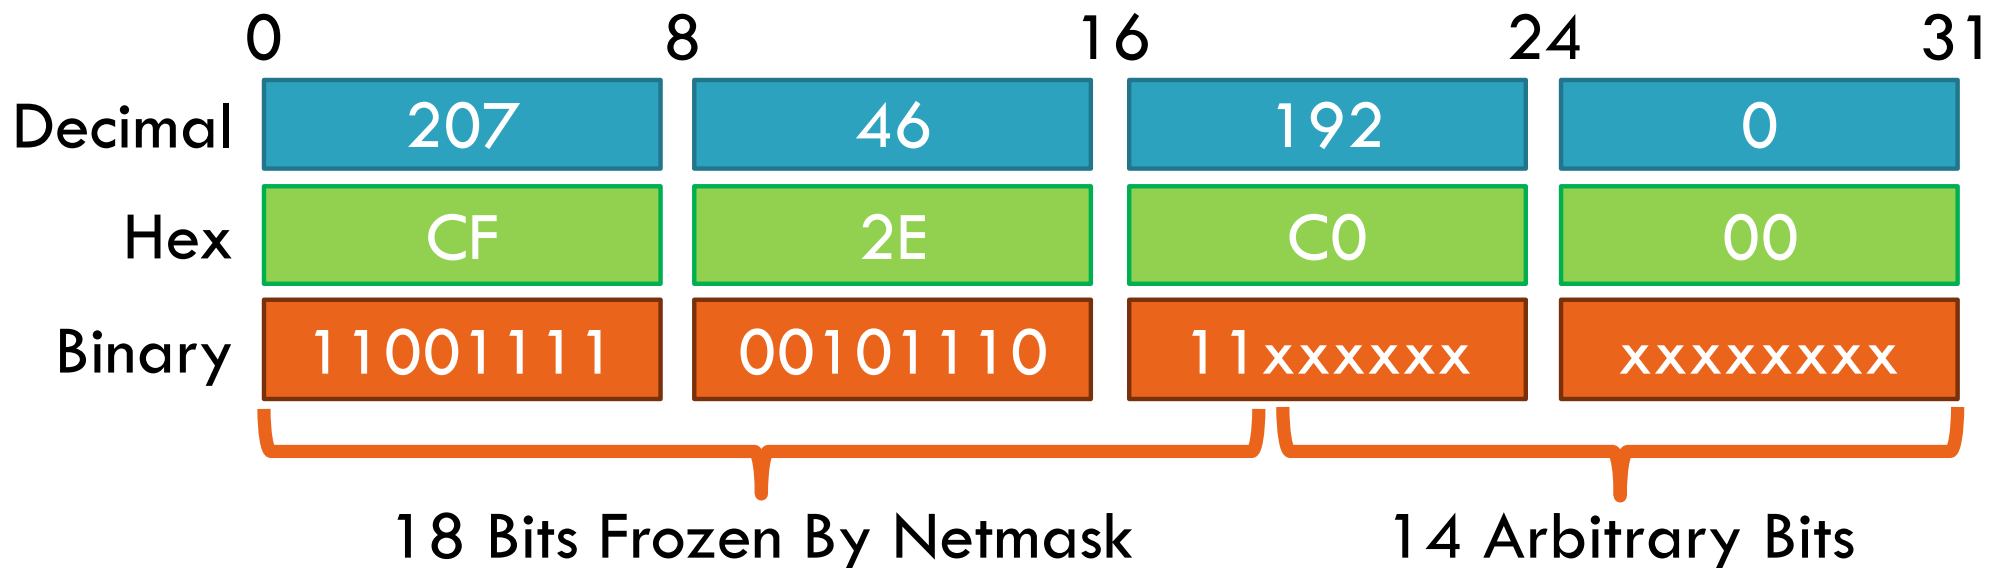 0 8 16 24 31
Decimal 207 46 192 0
Hex CF 2E C0 00
Binary 11001111 00101110 11xxxxxx xxxxxxxx
18 Bits Frozen By Netmask 14 Arbitrary Bits